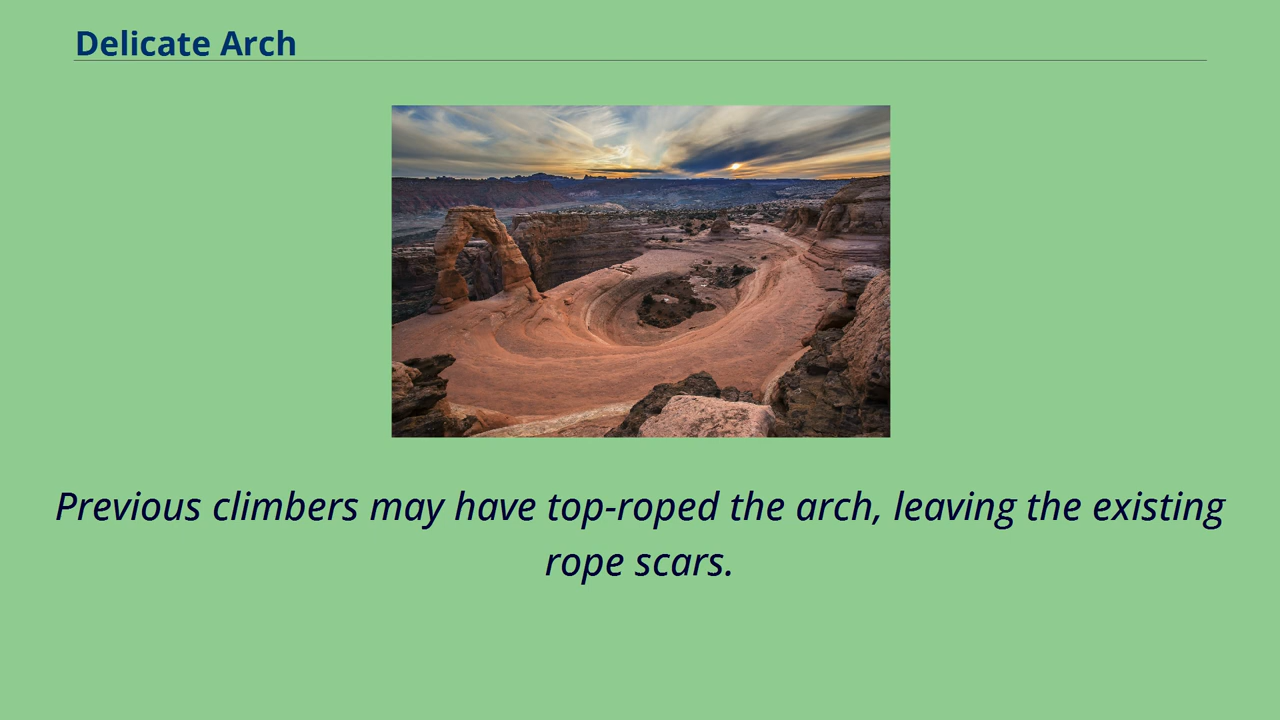 Delicate Arch
Previous climbers may have top-roped the arch, leaving the existing
rope scars.